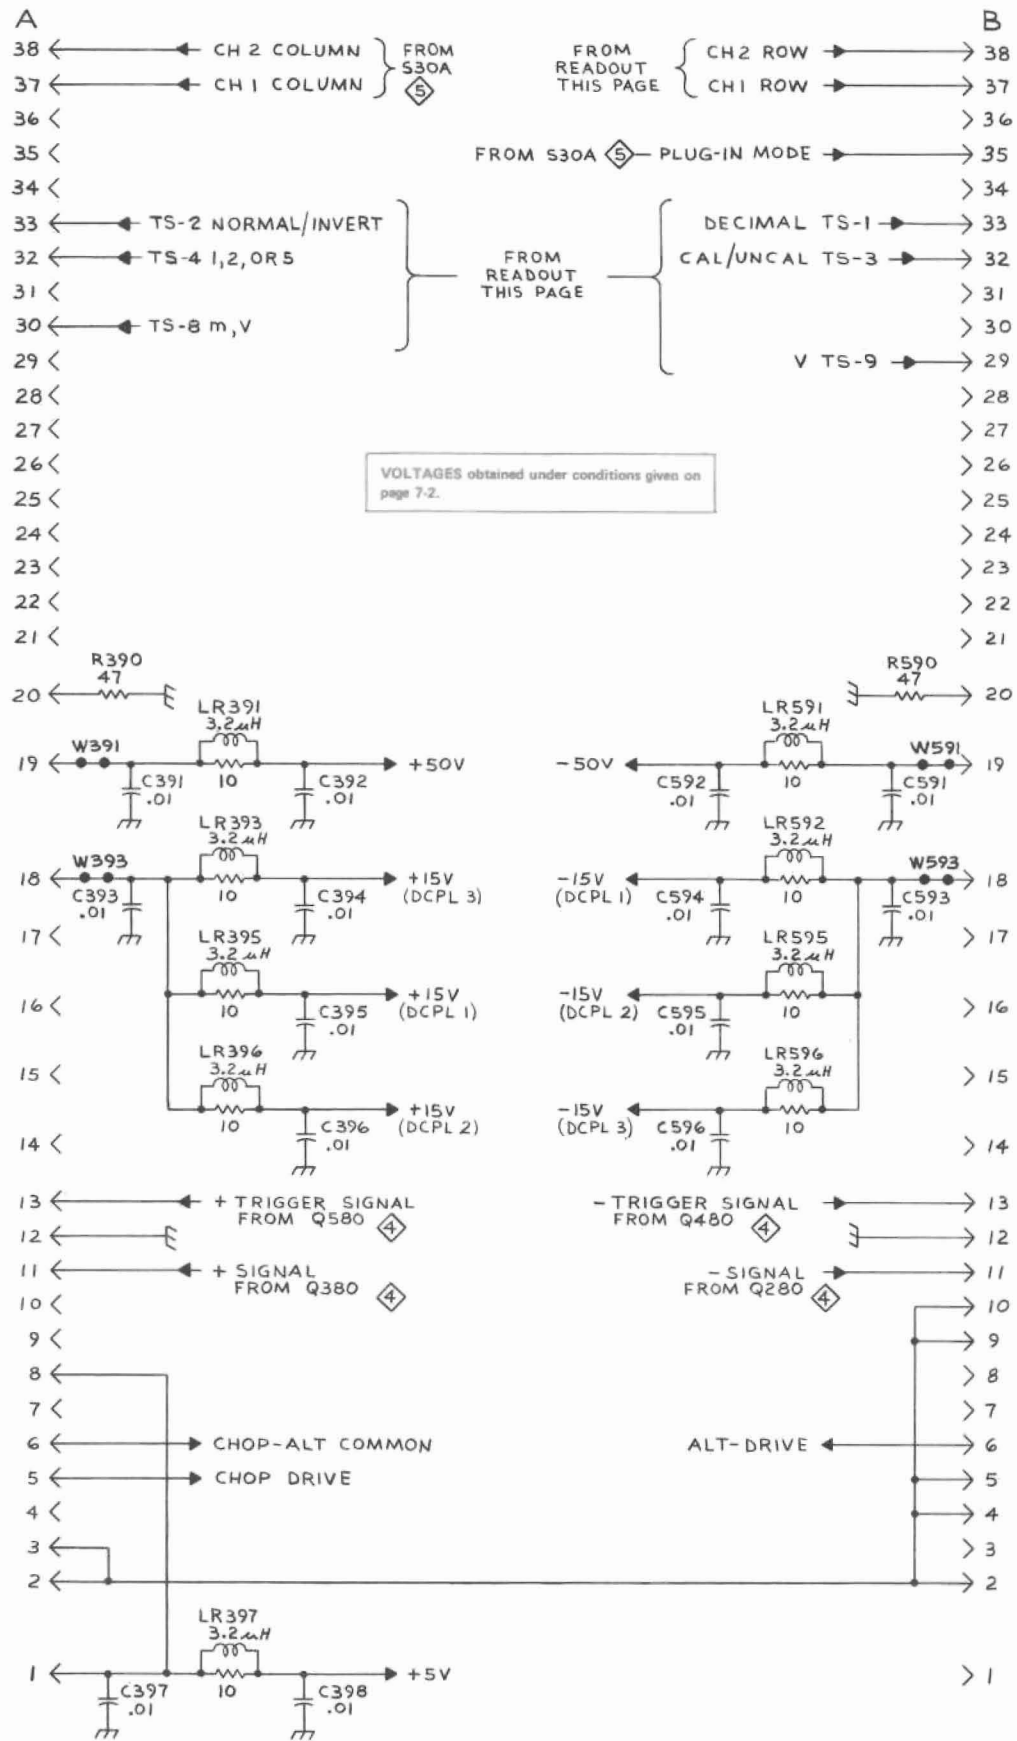 A B
38 CH 2 COLUMN FROM FROM CH2 ROW 38
S30A READOUT
37 CH 1 COLUMN 5 THIS PAGE CH1 ROW 37
36 36
35 FROM S30A 5 PLUG-IN MODE 35
34 34
33 TS-2 NORMAL/INVERT DECIMAL TS-1 33
32 TS-4 1,2,OR5 FROM CAL/UNCAL TS-3 32
READOUT
31 THIS PAGE 31
30 TS-8 m,V 30
29 V TS-9 29
28 28
27 27
26 26
VOLTAGES obtained under conditions given on
page 7-2.
25 25
24 24
23 23
22 22
21 21
R390 R590
47 47
20 20
LR391 LR591
3.2µH 3.2µH
W391 W591
19 +50V -50V 19
C391 10 C392 C592 10 C591
.01 .01 .01 .01
LR393 LR592
3.2µH 3.2µH
W393 W593
18 +15V -15V 18
C393 10 C394 (DCPL 3) (DCPL 1) C594 10 C593
.01 .01 .01 .01
17 LR395 LR595 17
3.2µH 3.2µH
16 +15V -15V 16
10 C395 (DCPL 1) (DCPL 2) C595 10
.01 .01
LR396 LR596
3.2µH 3.2µH
15 15
+15V -15V
10 C396 (DCPL 2) (DCPL 3) C596 10
14 .01 .01 14
13 + TRIGGER SIGNAL - TRIGGER SIGNAL 13
FROM Q580 4 FROM Q480 4
12 12
11 + SIGNAL - SIGNAL 11
FROM Q380 4 FROM Q280 4
10 10
9 9
8 8
7 7
6 CHOP-ALT COMMON ALT-DRIVE 6
5 CHOP DRIVE 5
4 4
3 3
2 2
LR397
3.2µH
1 +5V 1
C397 10 C398
.01 .01